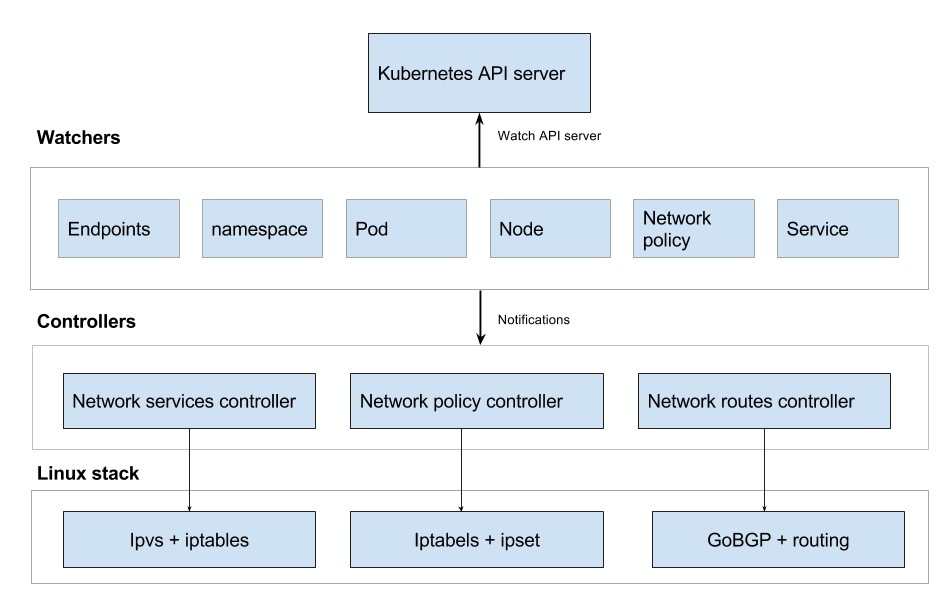 Kubernetes API server
Watchers
Watch API server
Endpoints
namespace
Pod
Node
Network
policy
Service
Controllers
Notifications
Network services controller
Network policy controller
Network routes controller
Linux stack
Ipvs + iptables
Iptabels + ipset
GoBGP + routing